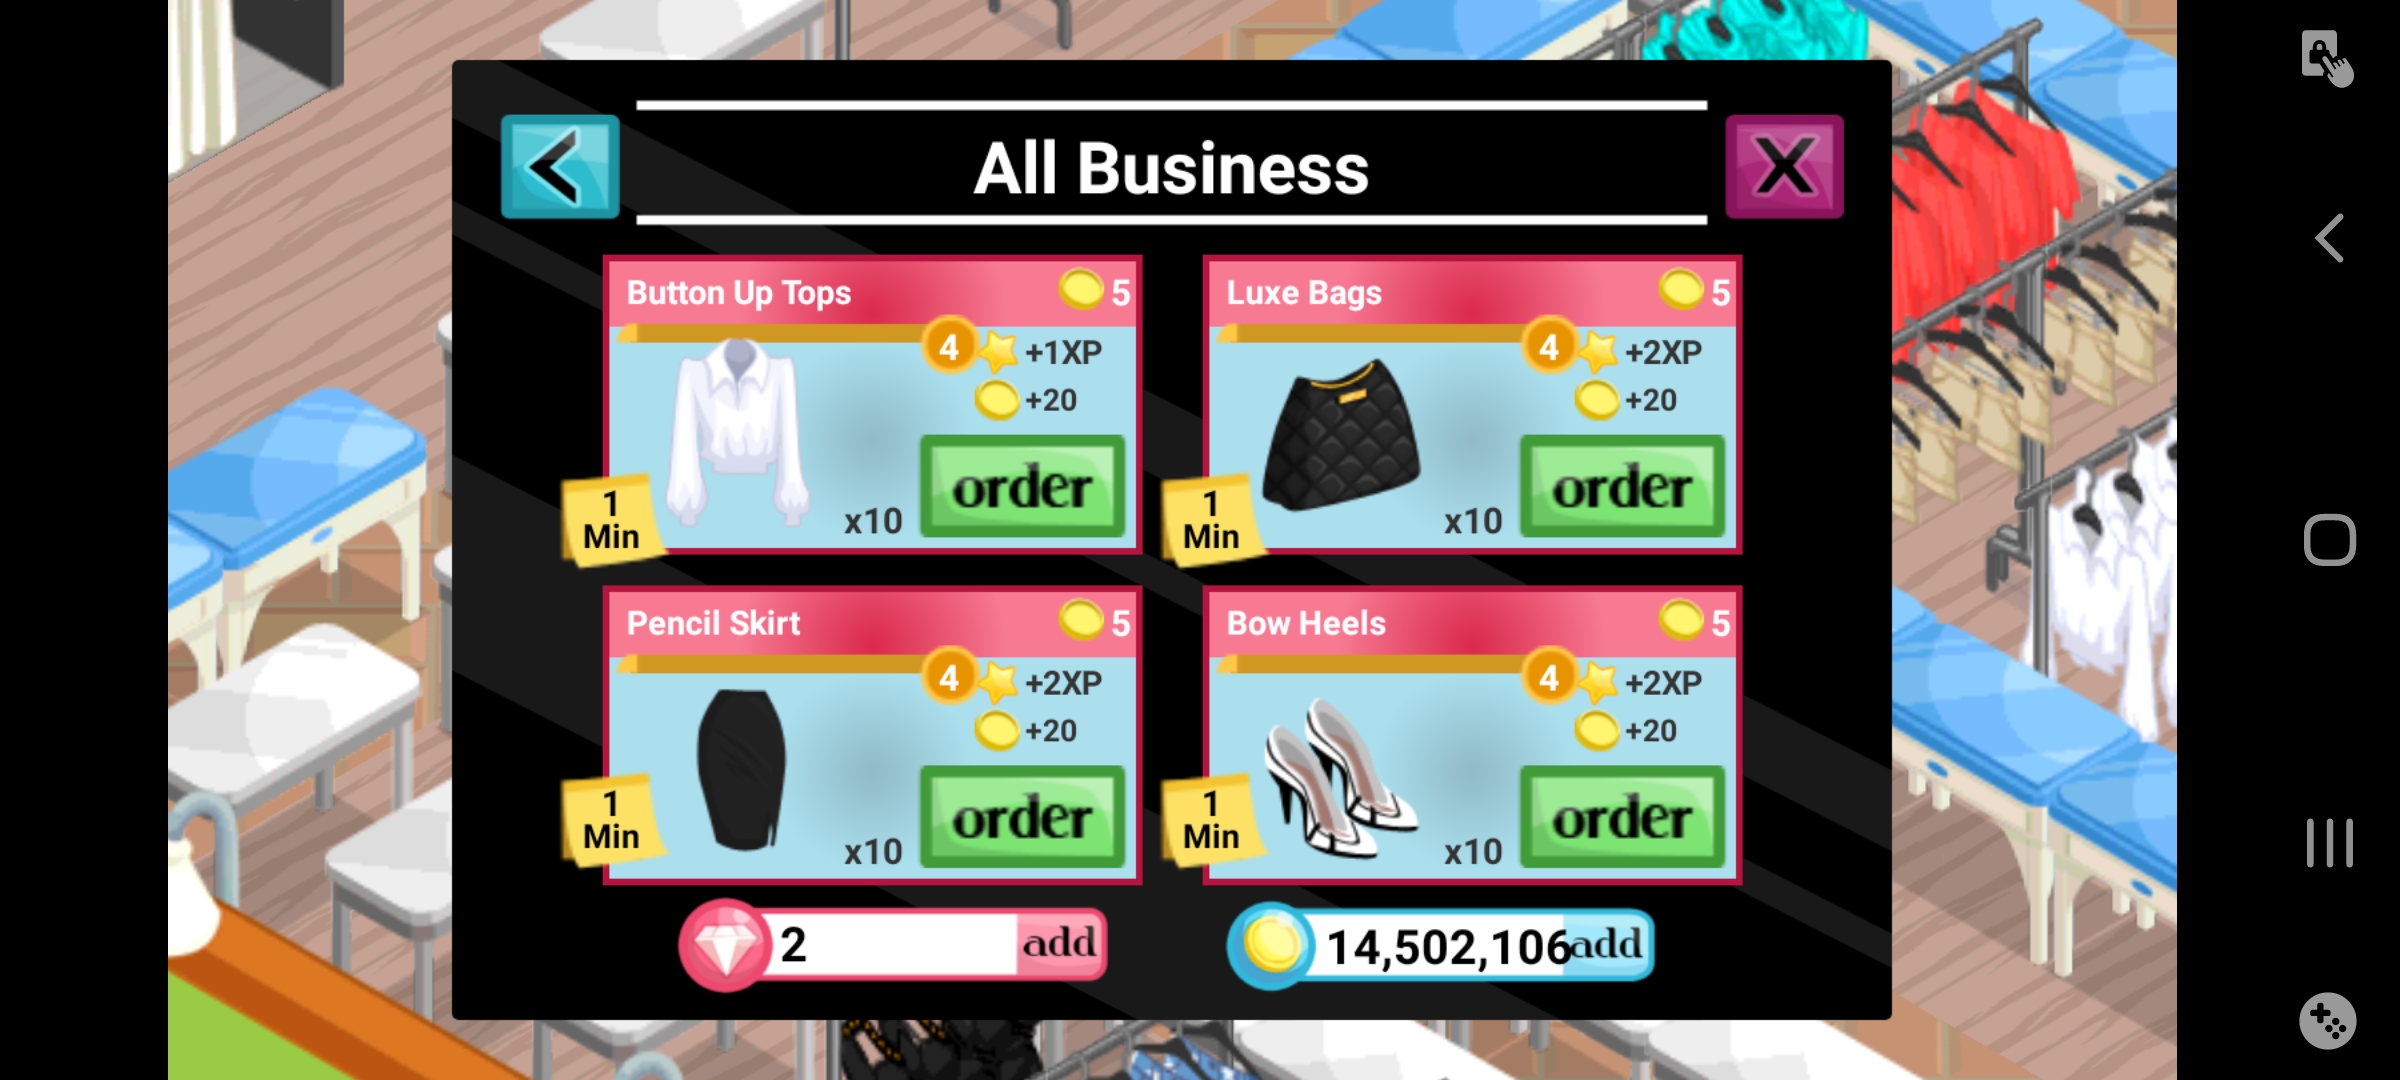 All Business
X
Button Up Tops 5
4 +1XP
+20
1
Min
x10
order
Luxe Bags 5
4 +2XP
+20
1
Min
x10
order
Pencil Skirt 5
4 +2XP
+20
1
Min
x10
order
Bow Heels 5
4 +2XP
+20
1
Min
x10
order
2 add
14,502,106 add